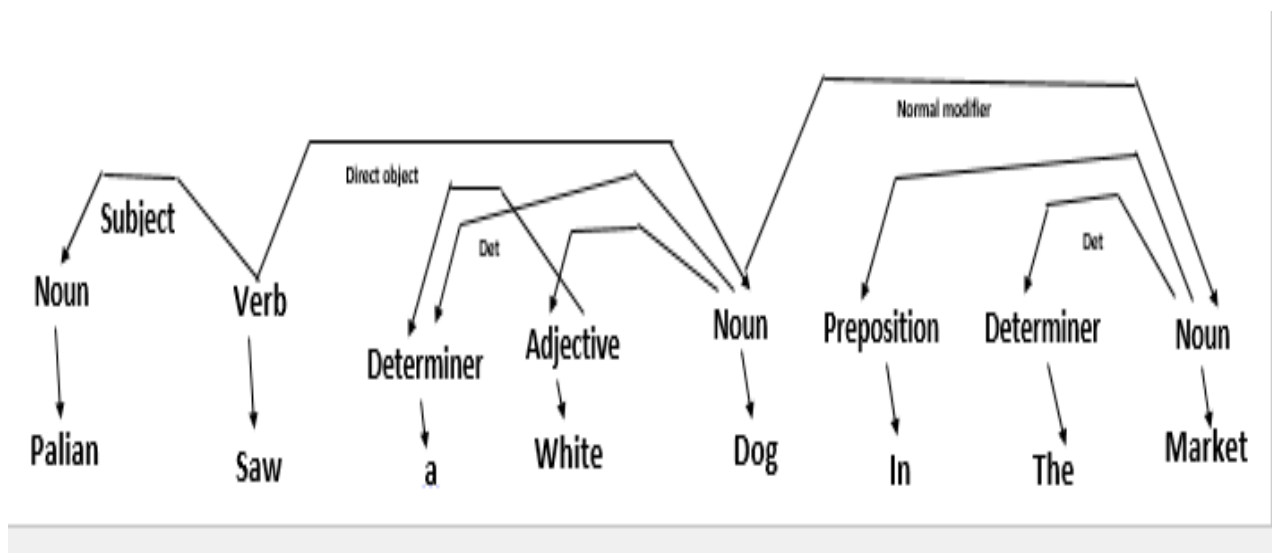 Normal modifier
Direct object
Subject
Det
Det
Noun
Verb
Determiner
Adjective
Noun
Preposition
Determiner
Noun
Palian
Saw
a
White
Dog
In
The
Market